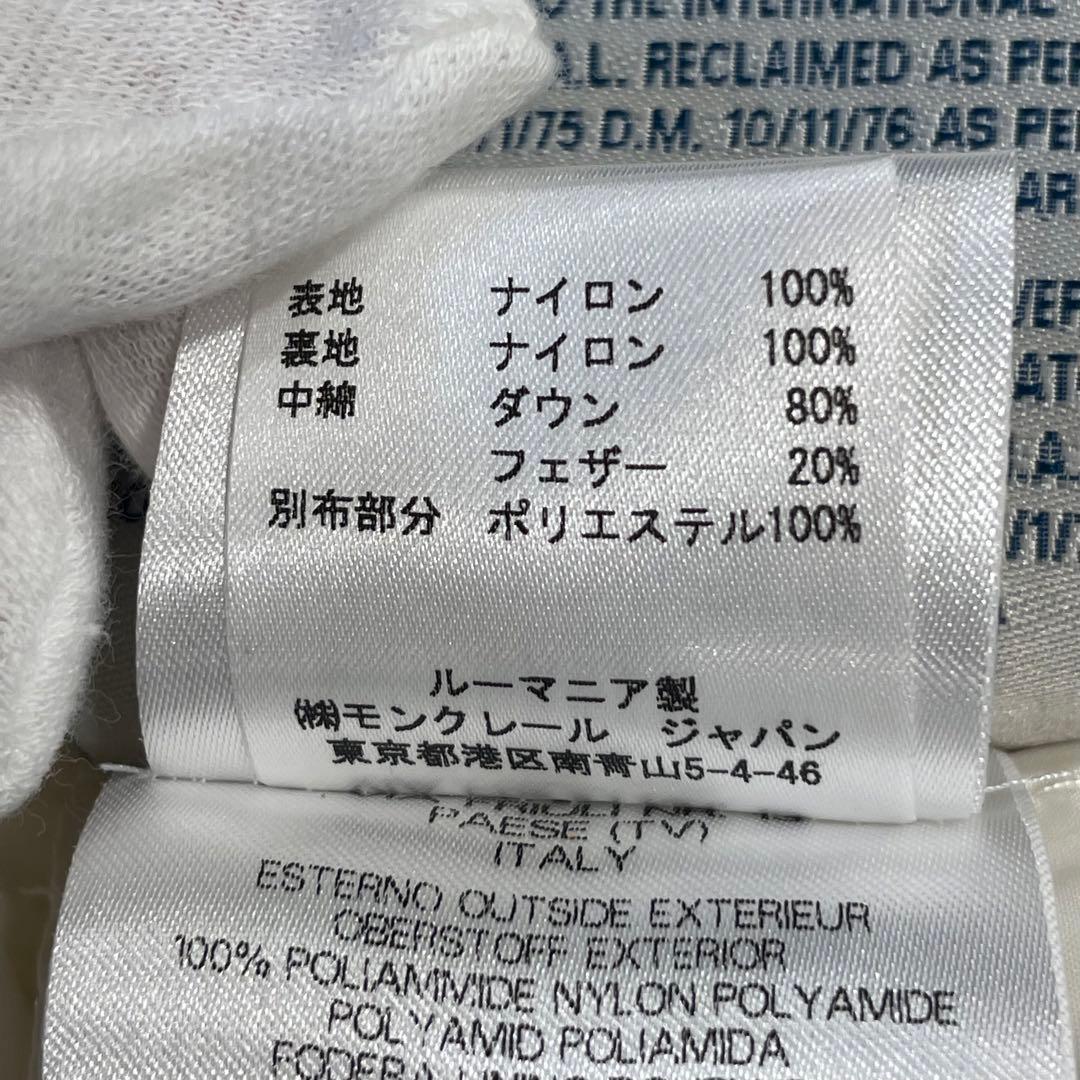 THE INTERNATIONAL
A.L. RECLAIMED AS PER
1/75 D.M. 10/11/76 AS PE
表地 ナイロン 100%
裏地 ナイロン 100%
中綿 ダウン 80%
フェザー 20%
別布部分 ポリエステル100%
ルーマニア製
㈱モンクレール ジャパン
東京都港区南青山5-4-46
PAESE (TV)
ITALY
ESTERNO OUTSIDE EXTERIEUR
OBERSTOFF EXTERIOR
100% POLIAMMIDE NYLON POLYAMIDE
POLYAMID POLIAMIDA